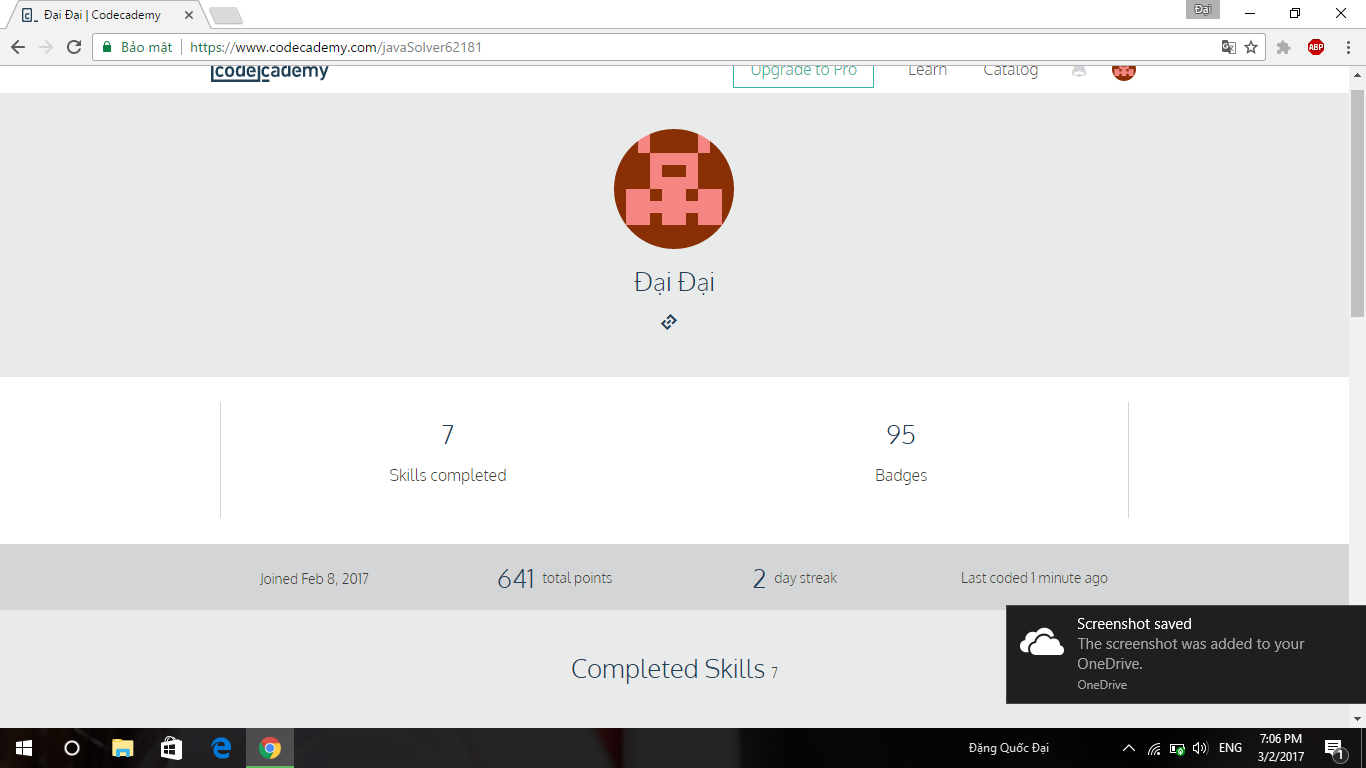 Đại Đại | Codecademy
Đại
Bảo mật
https://www.codecademy.com/javaSolver62181
ABP
codecademy
Upgrade to Pro
Learn
Catalog
Đại Đại
7
95
Skills completed
Badges
Joined Feb 8, 2017
641 total points
2 day streak
Last coded 1 minute ago
Screenshot saved
The screenshot was added to your
OneDrive.
OneDrive
Completed Skills 7
Đặng Quốc Đại
ENG
7:06 PM
3/2/2017
1